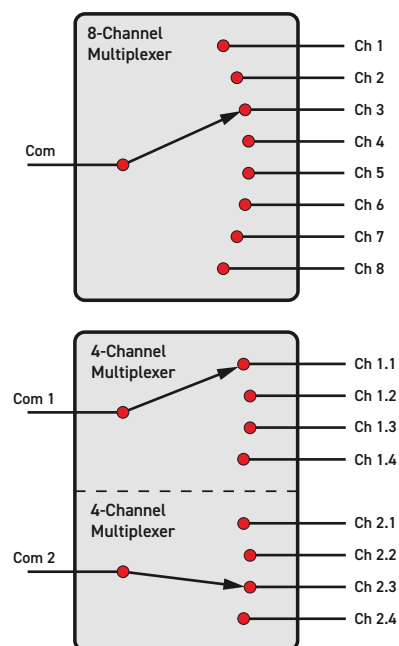 8-Channel
Multiplexer
Ch 1
Ch 2
Ch 3
Com
Ch 4
Ch 5
Ch 6
Ch 7
Ch 8
4-Channel
Multiplexer
Ch 1.1
Com 1
Ch 1.2
Ch 1.3
Ch 1.4
4-Channel
Multiplexer
Ch 2.1
Com 2
Ch 2.2
Ch 2.3
Ch 2.4